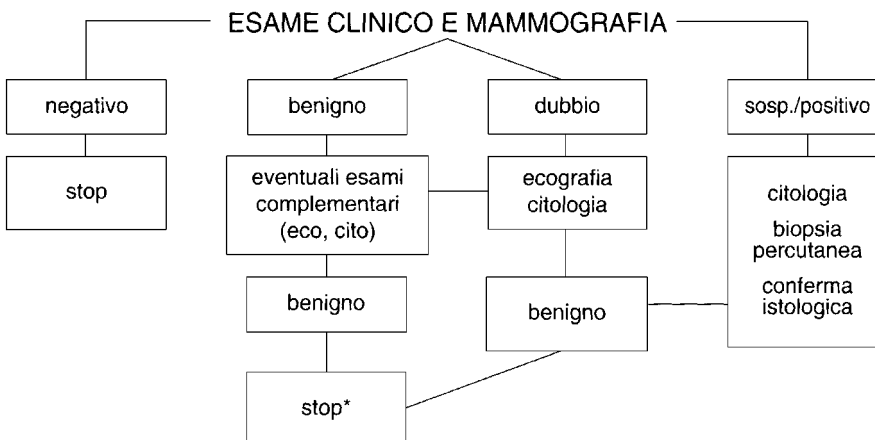 ESAME CLINICO E MAMMOGRAFIA
negativo
benigno
dubbio
sosp./positivo
stop
eventuali esami
complementari
(eco, cito)
ecografia
citologia
citologia
biopsia
percutanea
conferma
istologica
benigno
benigno
stop*